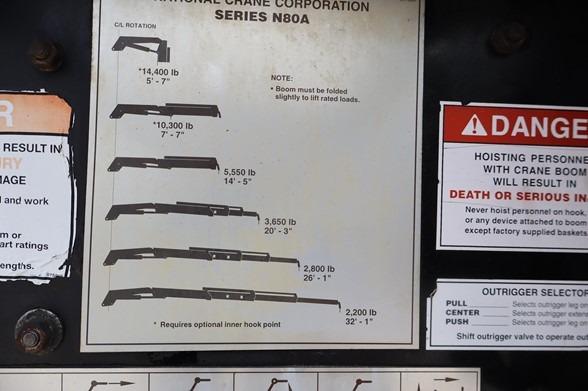 NATIONAL CRANE CORPORATION
SERIES N80A
C/L ROTATION
*14,400 lb
5' - 7"
NOTE:
• Boom must be folded
slightly to lift rated loads.
*10,300 lb
7' - 7"
5,550 lb
14' - 5"
3,650 lb
20' - 3"
2,800 lb
26' - 1"
2,200 lb
32' - 1"
* Requires optional inner hook point
R
RESULT IN
URY
MAGE
and work
m or
art ratings
engths.
DANGE
HOISTING PERSONNE
WITH CRANE BOOM
WILL RESULT IN
DEATH OR SERIOUS IN
Never hoist personnel on hook,
or any device attached to boom
except factory supplied baskets.
OUTRIGGER SELECTOR
PULL Selects outrigger leg on
CENTER Selects outrigger exten
PUSH Selects outrigger leg o
Shift outrigger valve to operate out